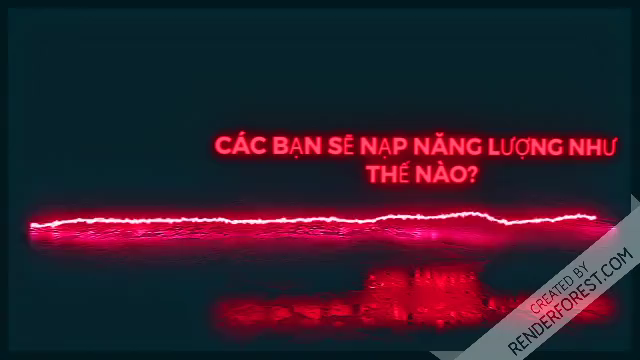 CÁC BẠN SẼ NẠP NĂNG LƯỢNG NHƯ
THẾ NÀO?
CREATED BY
RENDERFOREST.COM